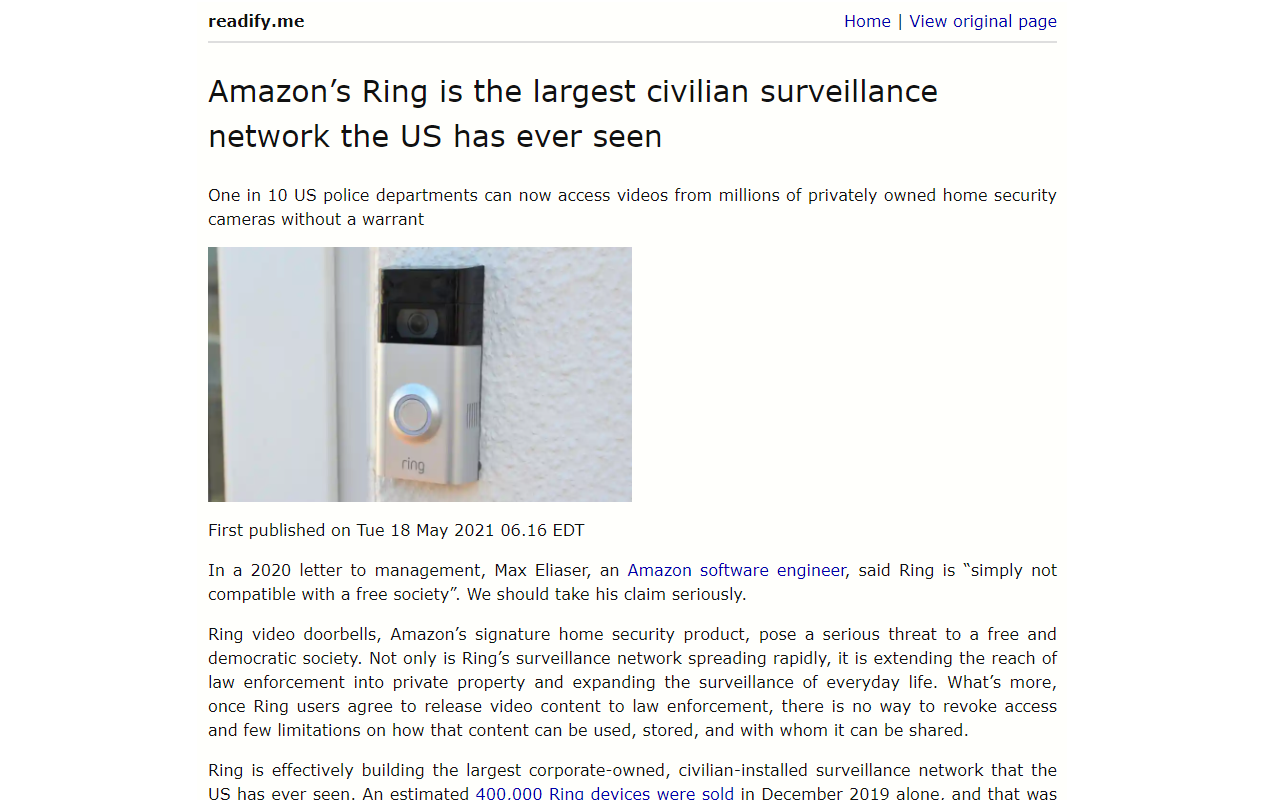 readify.me
Home | View original page
Amazon’s Ring is the largest civilian surveillance
network the US has ever seen
One in 10 US police departments can now access videos from millions of privately owned home security
cameras without a warrant
ring
First published on Tue 18 May 2021 06.16 EDT
In a 2020 letter to management, Max Eliaser, an Amazon software engineer, said Ring is “simply not
compatible with a free society”. We should take his claim seriously.
Ring video doorbells, Amazon’s signature home security product, pose a serious threat to a free and
democratic society. Not only is Ring’s surveillance network spreading rapidly, it is extending the reach of
law enforcement into private property and expanding the surveillance of everyday life. What’s more,
once Ring users agree to release video content to law enforcement, there is no way to revoke access
and few limitations on how that content can be used, stored, and with whom it can be shared.
Ring is effectively building the largest corporate-owned, civilian-installed surveillance network that the
US has ever seen. An estimated 400,000 Ring devices were sold in December 2019 alone, and that was